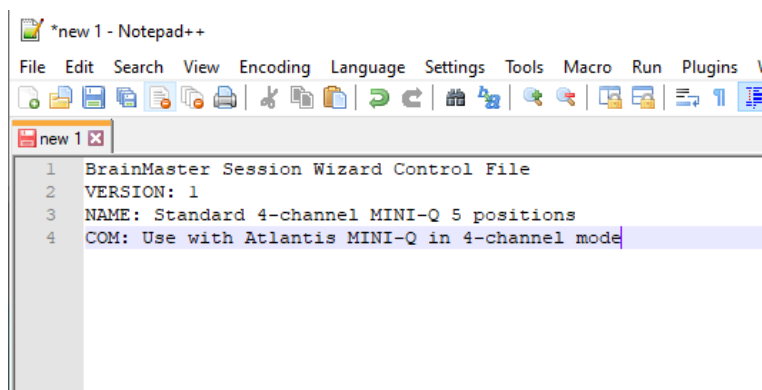 *new 1 - Notepad++
File Edit Search View Encoding Language Settings Tools Macro Run Plugins
new 1
1 BrainMaster Session Wizard Control File
2 VERSION: 1
3 NAME: Standard 4-channel MINI-Q 5 positions
4 COM: Use with Atlantis MINI-Q in 4-channel mode